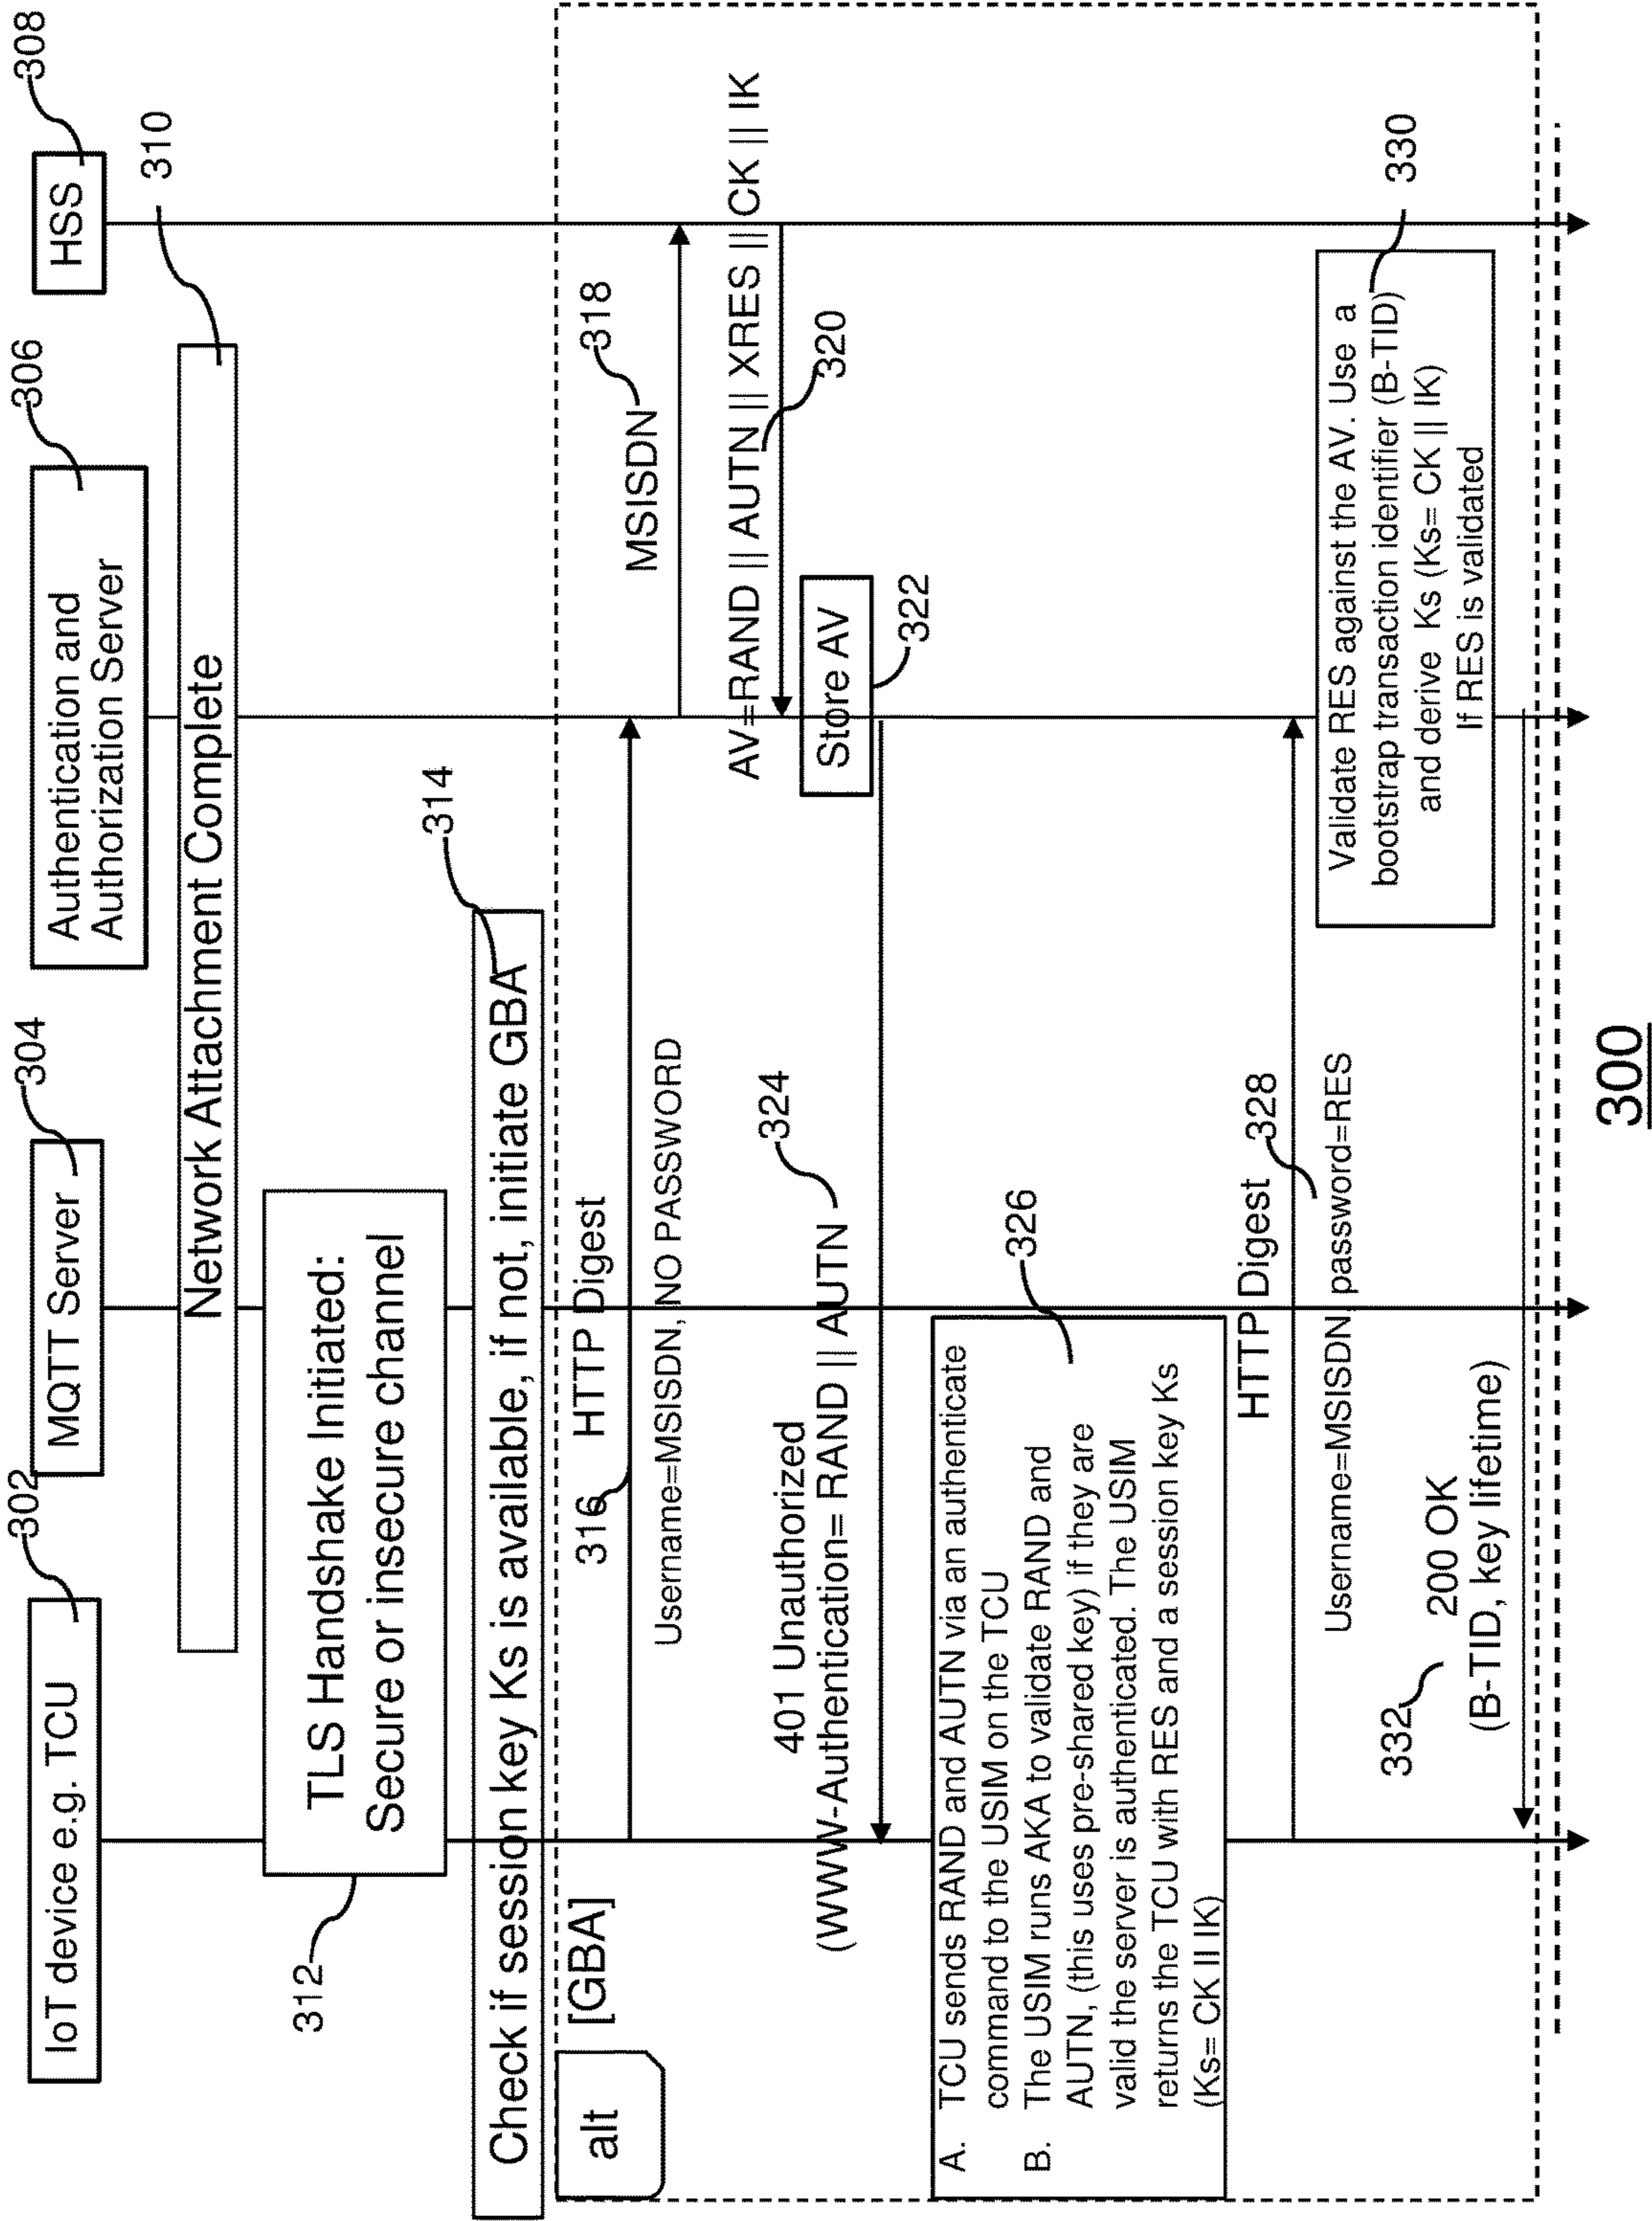 302
304
306
308
IoT device e.g. TCU
MQTT Server
Authentication and
Authorization Server
HSS
310
Network Attachment Complete
TLS Handshake Initiated:
Secure or insecure channel
312
314
Check if session key Ks is available, if not, initiate GBA
alt
[GBA]
316
HTTP Digest
Username=MSISDN, NO PASSWORD
318
MSISDN
AV=RAND || AUTN || XRES || CK || IK
320
Store AV
322
324
401 Unauthorized
(WWW-Authentication= RAND || AUTN
326
A. TCU sends RAND and AUTN via an authenticate
command to the USIM on the TCU
B. The USIM runs AKA to validate RAND and
AUTN, (this uses pre-shared key) if they are
valid the server is authenticated. The USIM
returns the TCU with RES and a session key Ks
(Ks= CK II IK)
HTTP Digest
328
Username=MSISDN password=RES
Validate RES against the AV. Use a
bootstrap transaction identifier (B-TID)
and derive Ks (Ks= CK || IK)
If RES is validated
330
332
200 OK
(B-TID, key lifetime)
300